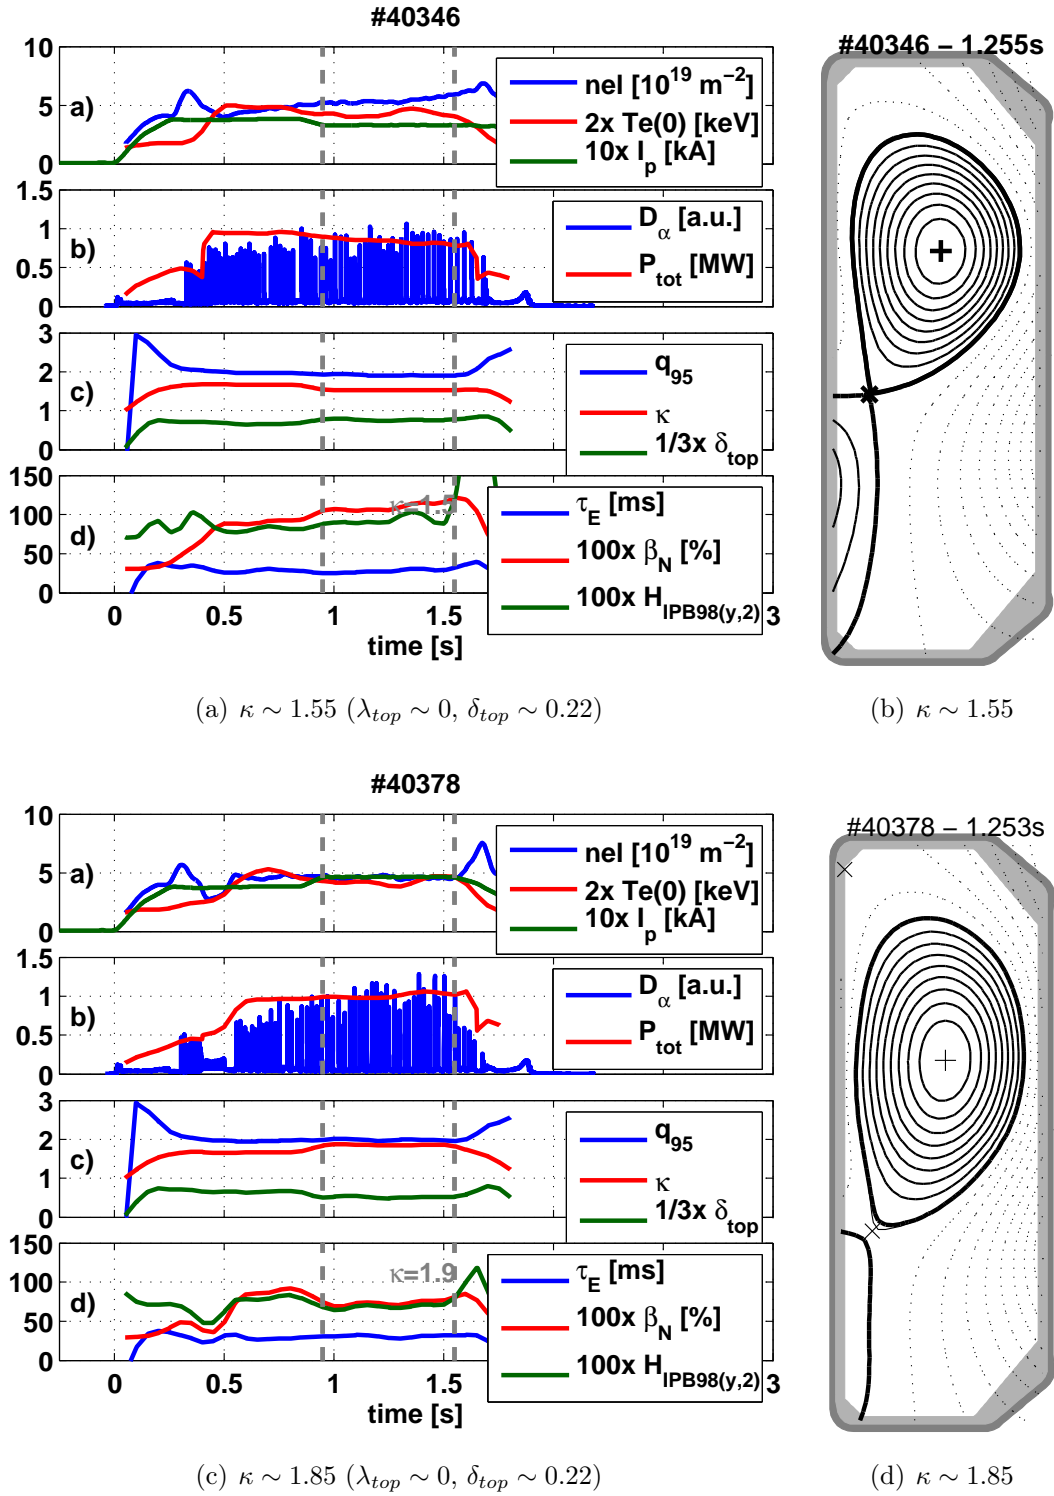 #40346
#40346 – 1.255s
10
5
0
a)
nel [10^19 m^−2]
2x Te(0) [keV]
10x I_p [kA]
1.5
1
0.5
0
b)
D_α [a.u.]
P_tot [MW]
3
2
1
0
c)
q_95
κ
1/3x δ_top
150
100
50
0
d)
κ=1.5
τ_E [ms]
100x β_N [%]
100x H_IPB98(y,2)
0 0.5 1 1.5 3
time [s]
(a) κ ∼ 1.55 (λ_top ∼ 0, δ_top ∼ 0.22)
(b) κ ∼ 1.55
#40378
#40378 – 1.253s
10
5
0
a)
nel [10^19 m^−2]
2x Te(0) [keV]
10x I_p [kA]
1.5
1
0.5
0
b)
D_α [a.u.]
P_tot [MW]
3
2
1
0
c)
q_95
κ
1/3x δ_top
150
100
50
0
d)
κ=1.9
τ_E [ms]
100x β_N [%]
100x H_IPB98(y,2)
0 0.5 1 1.5 3
time [s]
(c) κ ∼ 1.85 (λ_top ∼ 0, δ_top ∼ 0.22)
(d) κ ∼ 1.85